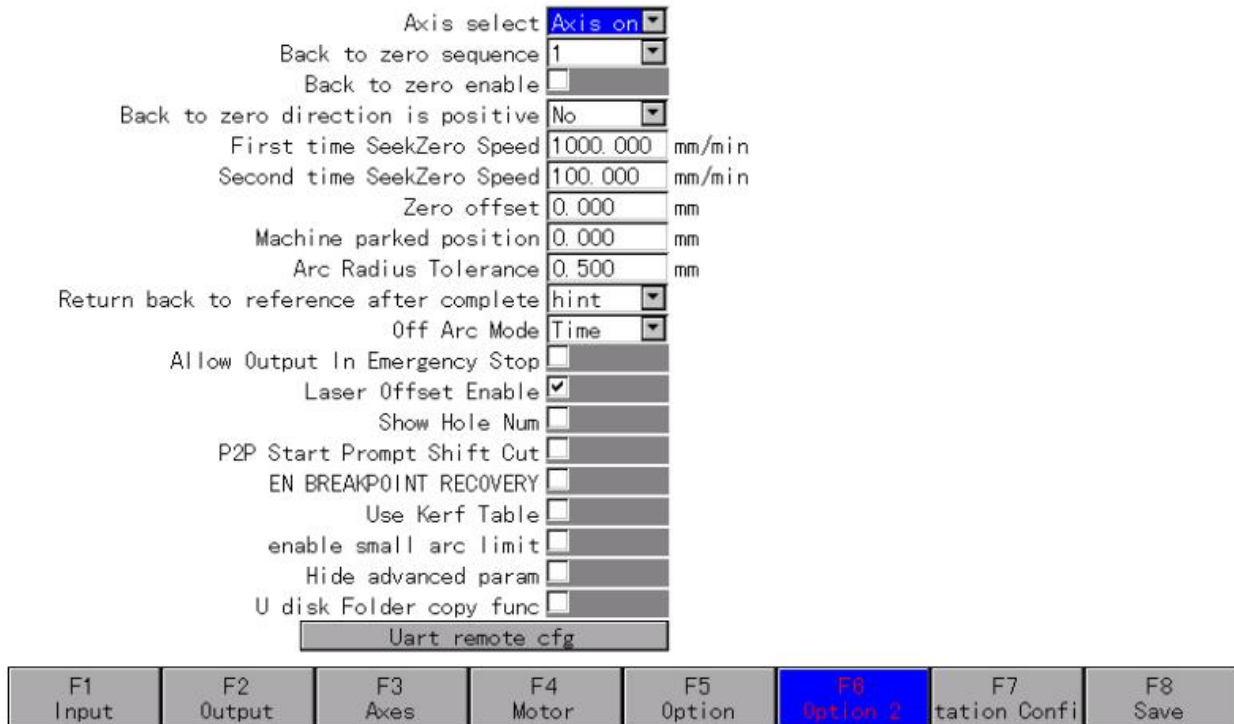 Axis select Axis on
Back to zero sequence 1
Back to zero enable
Back to zero direction is positive No
First time SeekZero Speed 1000.000 mm/min
Second time SeekZero Speed 100.000 mm/min
Zero offset 0.000 mm
Machine parked position 0.000 mm
Arc Radius Tolerance 0.500 mm
Return back to reference after complete hint
Off Arc Mode Time
Allow Output In Emergency Stop
Laser Offset Enable
Show Hole Num
P2P Start Prompt Shift Cut
EN BREAKPOINT RECOVERY
Use Kerf Table
enable small arc limit
Hide advanced param
U disk Folder copy func
Uart remote cfg
F1 F2 F3 F4 F5 F6 F7 F8
Input Output Axes Motor Option Option 2 tation Confi Save